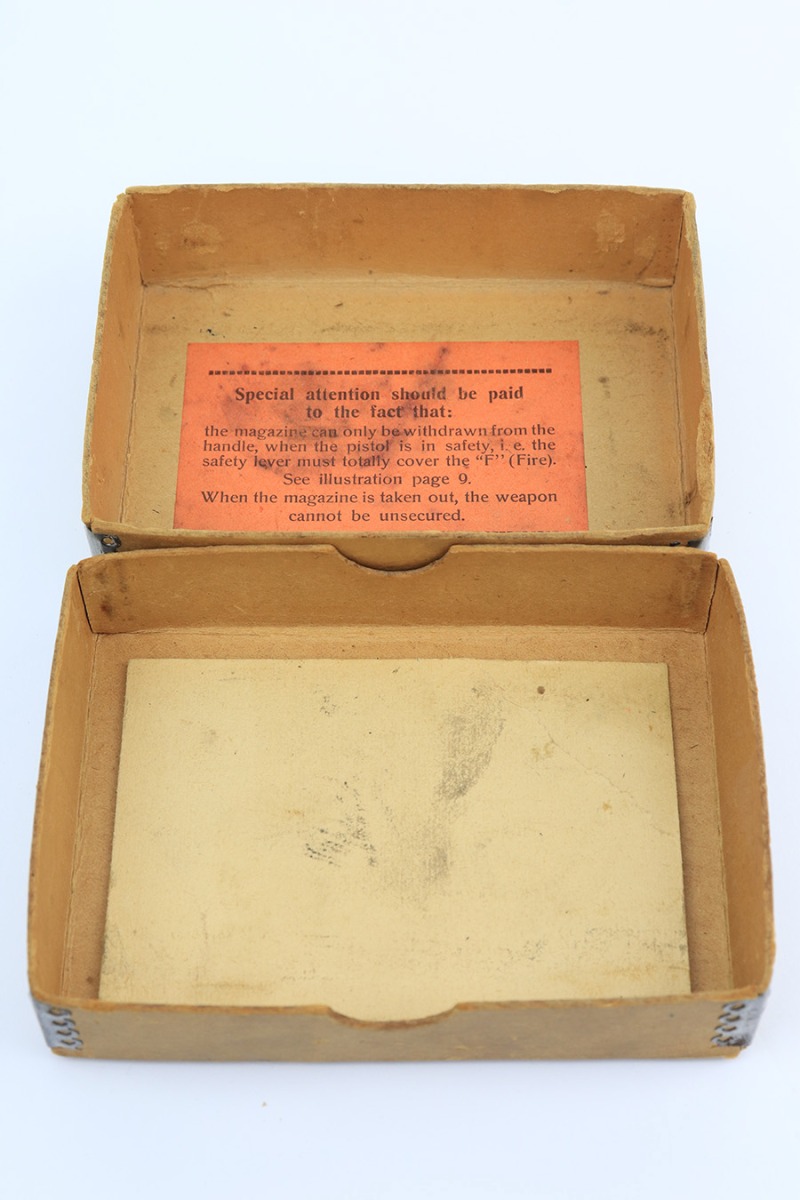 Special attention should be paid
to the fact that:
the magazine can only be withdrawn from the
handle, when the pistol is in safety, i. e. the
safety lever must totally cover the “F” (Fire).
See illustration page 9.
When the magazine is taken out, the weapon
cannot be unsecured.